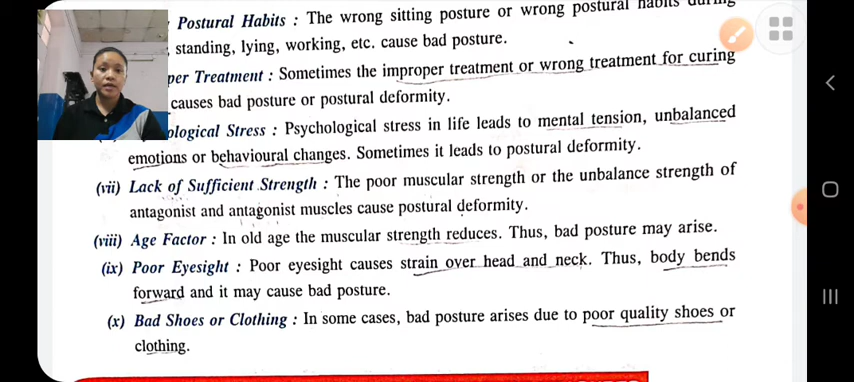 Postural Habits : The wrong sitting posture or wrong postural habits during
standing, lying, working, etc. cause bad posture.
per Treatment : Sometimes the improper treatment or wrong treatment for curing
causes bad posture or postural deformity.
ological Stress : Psychological stress in life leads to mental tension, unbalanced
emotions or behavioural changes. Sometimes it leads to postural deformity.
(vii) Lack of Sufficient Strength : The poor muscular strength or the unbalance strength of
antagonist and antagonist muscles cause postural deformity.
(viii) Age Factor : In old age the muscular strength reduces. Thus, bad posture may arise.
(ix) Poor Eyesight : Poor eyesight causes strain over head and neck. Thus, body bends
forward and it may cause bad posture.
(x) Bad Shoes or Clothing : In some cases, bad posture arises due to poor quality shoes or
clothing.